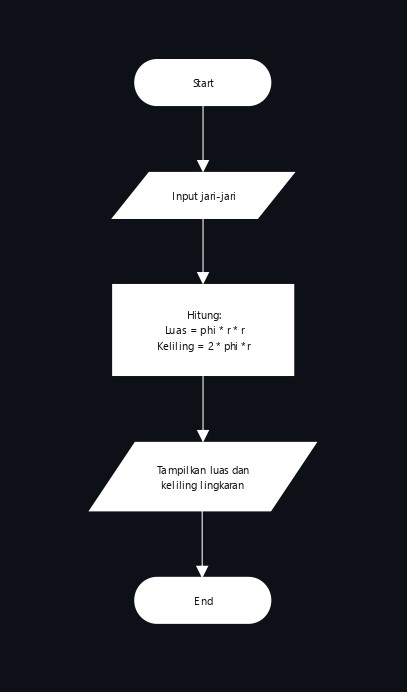 Start
Input jari-jari
Hitung:
Luas = phi * r * r
Keliling = 2 * phi * r
Tampilkan luas dan
keliling lingkaran
End